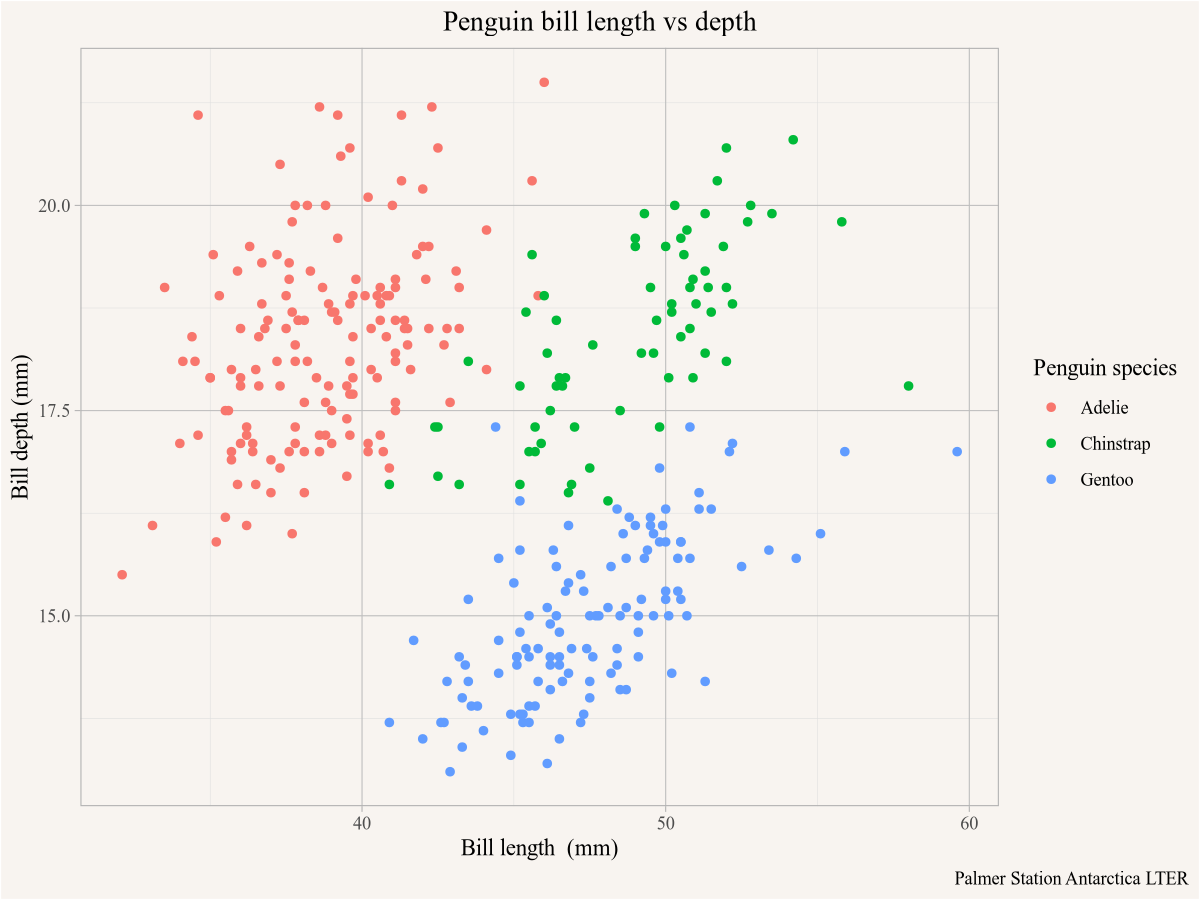 Penguin bill length vs depth
Bill depth (mm)
20.0
17.5
15.0
40
50
60
Bill length  (mm)
Penguin species
Adelie
Chinstrap
Gentoo
Palmer Station Antarctica LTER